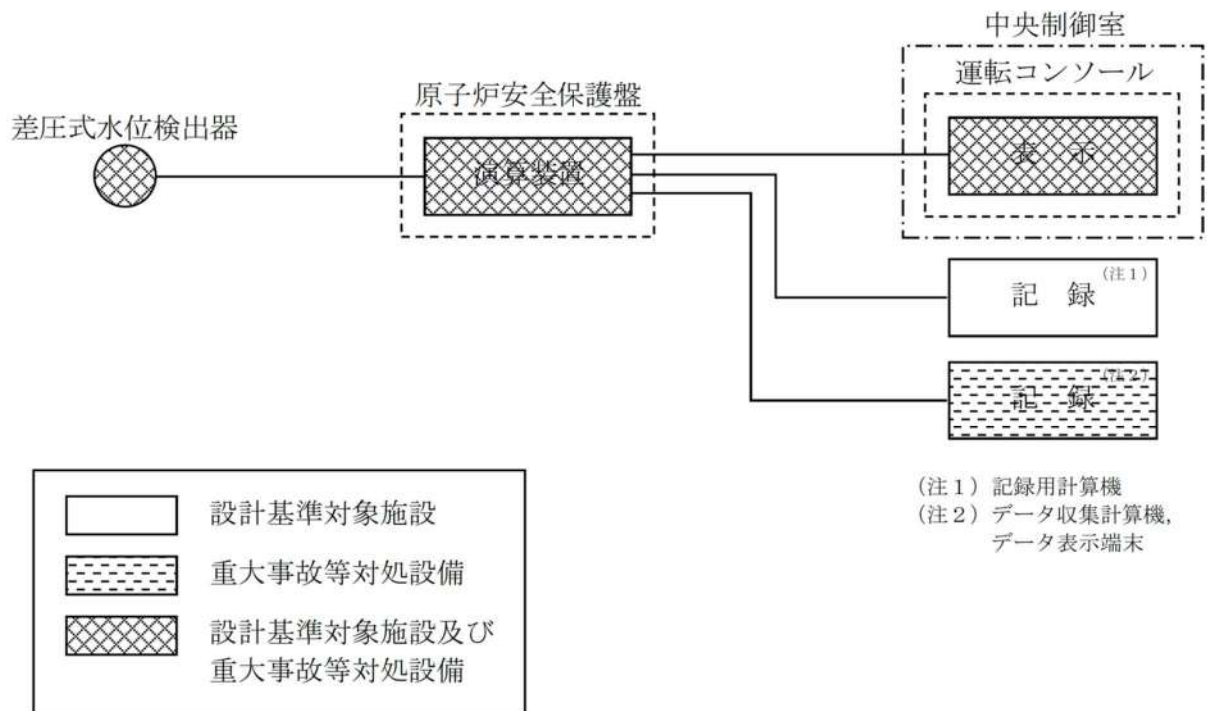 中央制御室
運転コンソール
原子炉安全保護盤
差圧式水位検出器
演算装置
表 示
(注1)
記 録
(注2)
記 録
(注1)記録用計算機
(注2)データ収集計算機,
データ表示端末
設計基準対象施設
重大事故等対処設備
設計基準対象施設及び
重大事故等対処設備